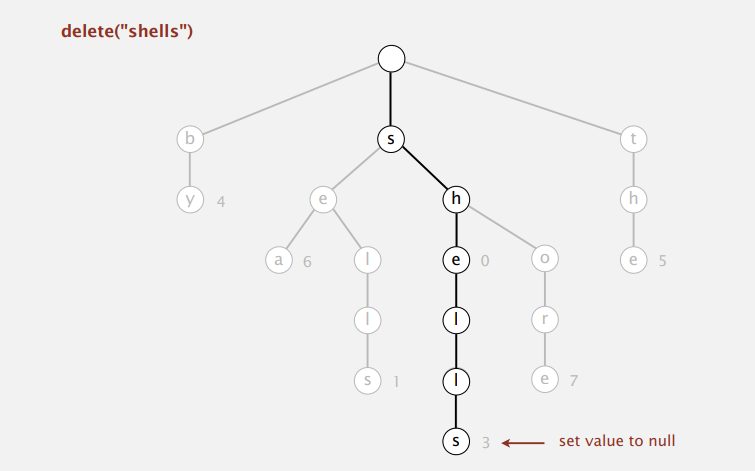 delete("shells")
b s t
y 4 e h h
a 6 l e 0 o e 5
l l r
s 1 l e 7
s 3 set value to null